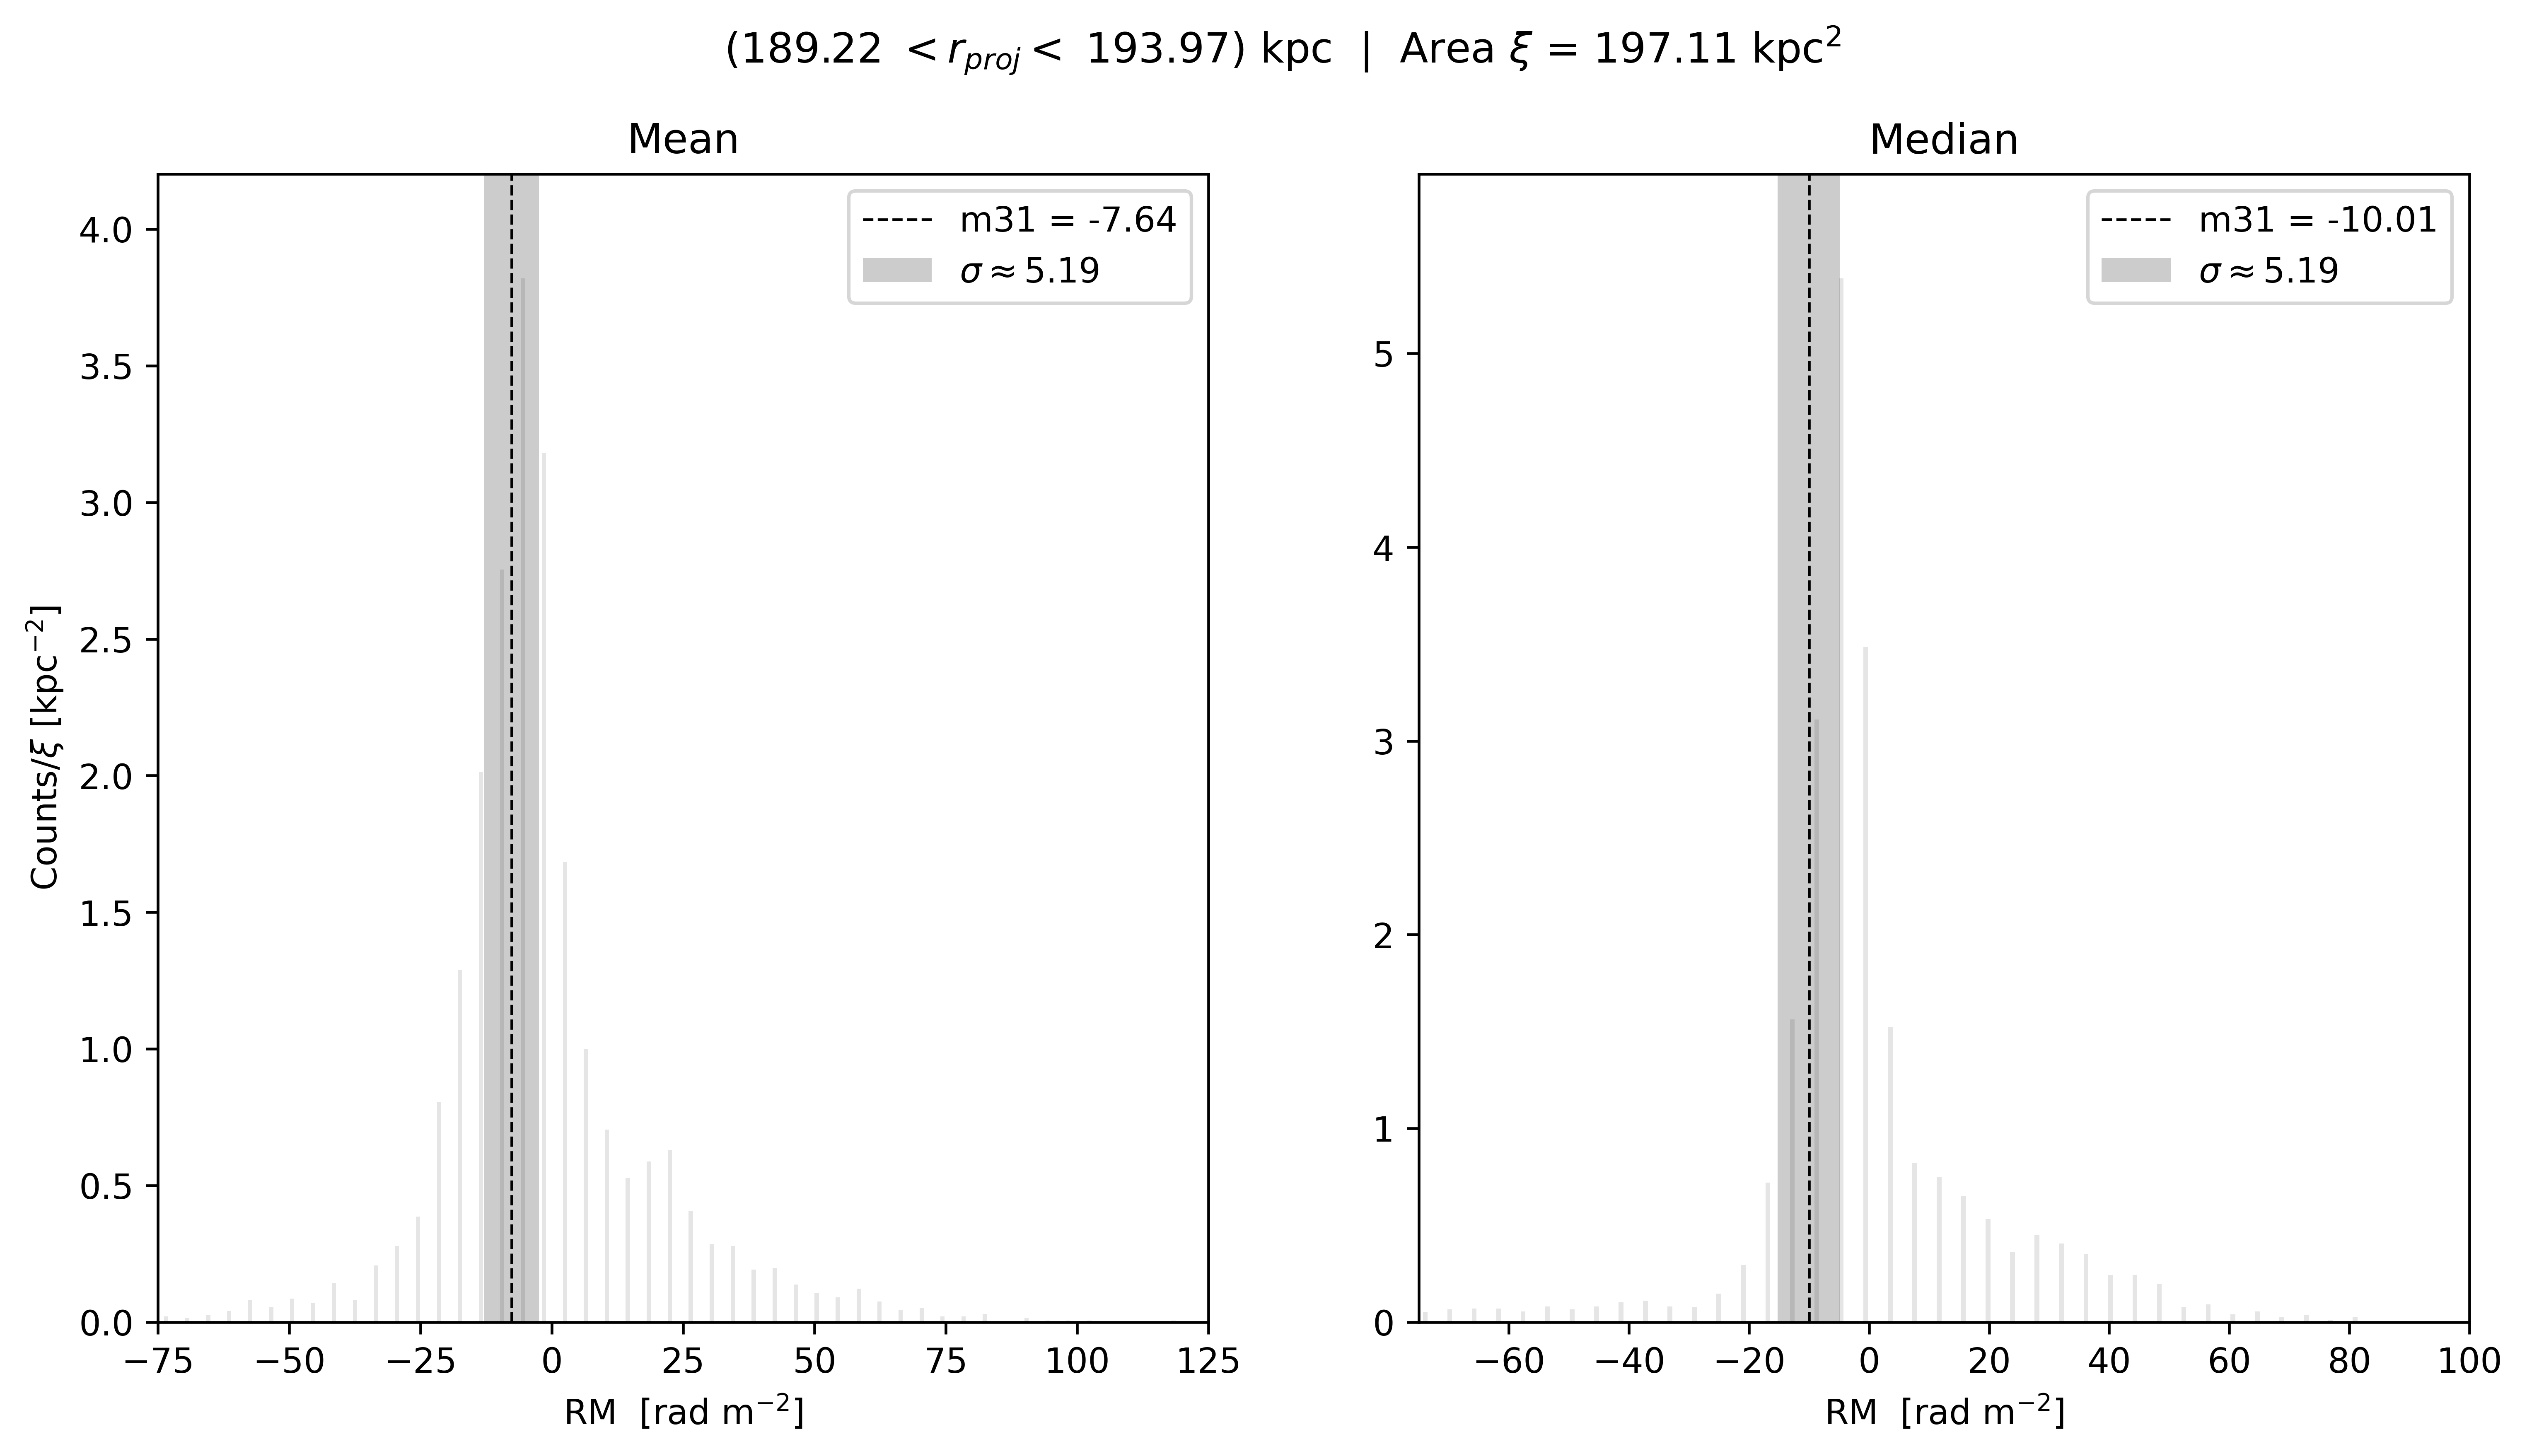 (189.22 < r_proj < 193.97) kpc | Area ξ = 197.11 kpc²
Mean
m31 = -7.64
σ ≈ 5.19
4.0
3.5
3.0
2.5
2.0
1.5
1.0
0.5
0.0
Counts/ξ [kpc⁻²]
−75 −50 −25 0 25 50 75 100 125
RM [rad m⁻²]
Median
m31 = -10.01
σ ≈ 5.19
5
4
3
2
1
0
−60 −40 −20 0 20 40 60 80 100
RM [rad m⁻²]